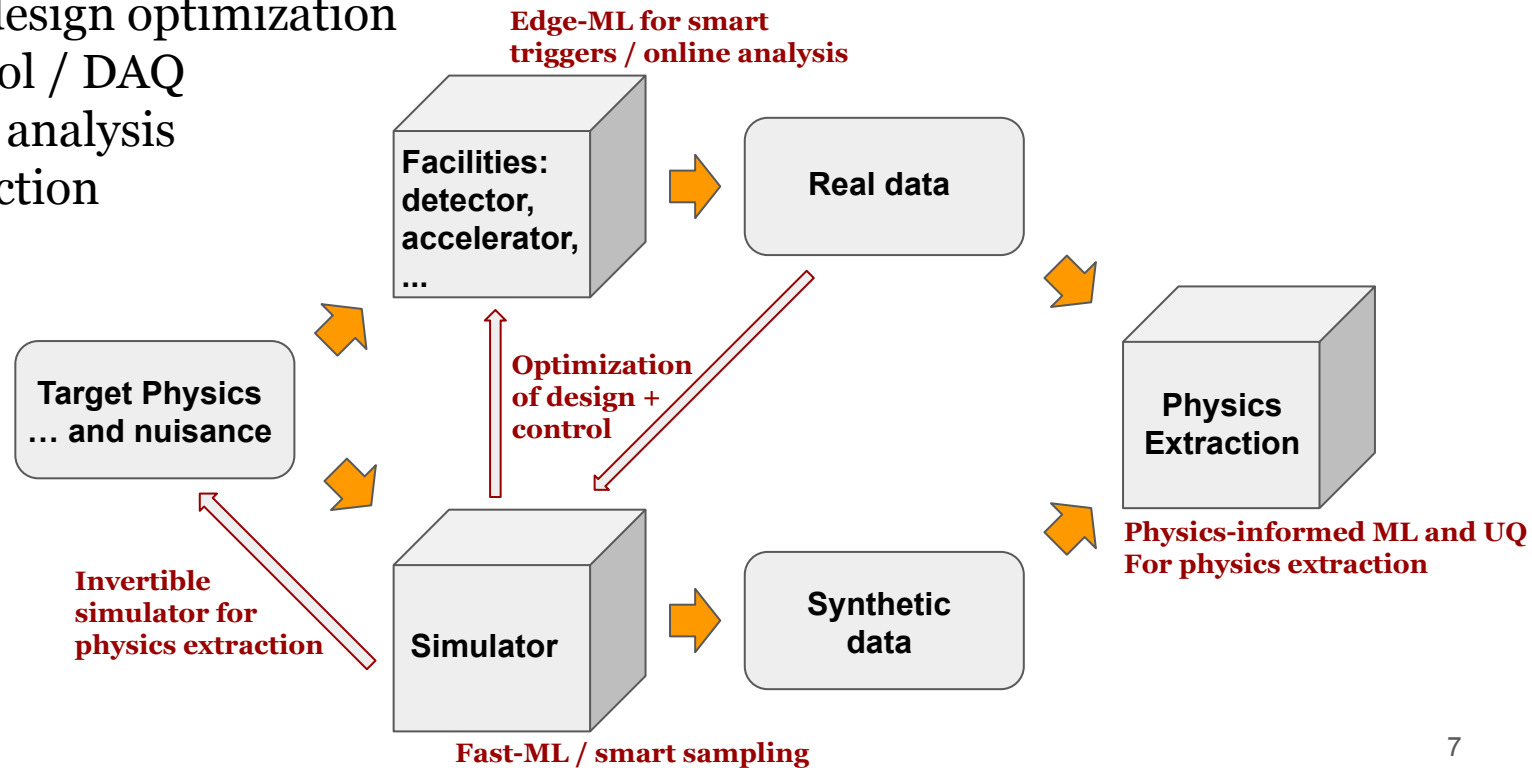 design optimization
ol / DAQ
analysis
ction
Edge-ML for smart
triggers / online analysis
Facilities:
detector,
accelerator,
...
Real data
Target Physics
… and nuisance
Optimization
of design +
control
Physics
Extraction
Physics-informed ML and UQ
For physics extraction
Invertible
simulator for
physics extraction
Simulator
Synthetic
data
Fast-ML / smart sampling
7